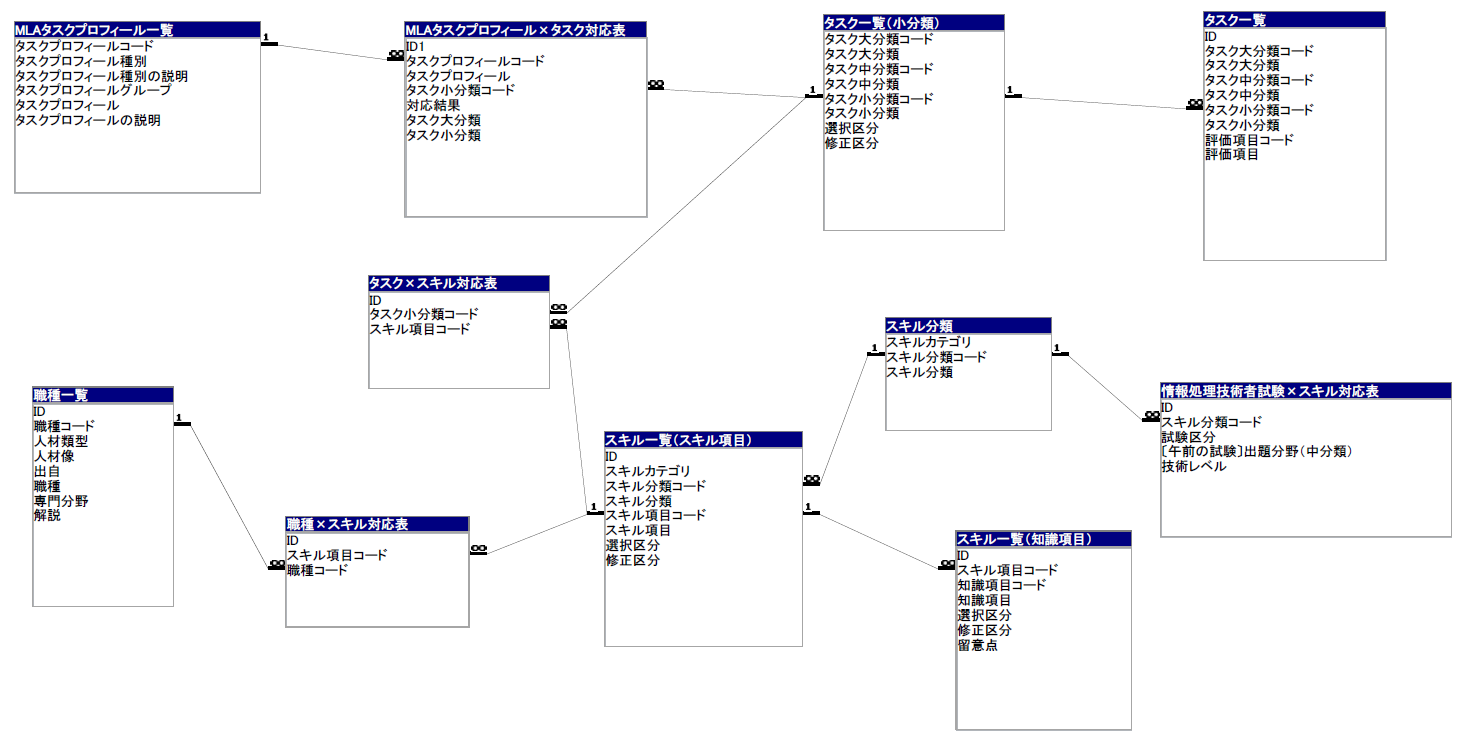 MLAタスクプロフィール一覧
タスクプロフィールコード
タスクプロフィール種別
タスクプロフィール種別の説明
タスクプロフィールグループ
タスクプロフィール
タスクプロフィールの説明
1
∞
MLAタスクプロフィール×タスク対応表
ID1
タスクプロフィールコード
タスクプロフィール
タスク小分類コード
対応結果
タスク大分類
タスク小分類
∞
1
タスク一覧(小分類)
タスク大分類コード
タスク大分類
タスク中分類コード
タスク中分類
タスク小分類コード
タスク小分類
選択区分
修正区分
1
∞
タスク一覧
ID
タスク大分類コード
タスク大分類
タスク中分類コード
タスク中分類
タスク小分類コード
タスク小分類
評価項目コード
評価項目
タスク×スキル対応表
ID
タスク小分類コード
スキル項目コード
∞
∞
職種一覧
ID
職種コード
人材類型
人材像
出自
職種
専門分野
解説
1
∞
職種×スキル対応表
ID
スキル項目コード
職種コード
∞
1
スキル一覧(スキル項目)
ID
スキルカテゴリ
スキル分類コード
スキル分類
スキル項目コード
スキル項目
選択区分
修正区分
∞
1
1
スキル分類
スキルカテゴリ
スキル分類コード
スキル分類
1
∞
情報処理技術者試験×スキル対応表
ID
スキル分類コード
試験区分
〔午前の試験〕出題分野(中分類)
技術レベル
∞
スキル一覧(知識項目)
ID
スキル項目コード
知識項目コード
知識項目
選択区分
修正区分
留意点